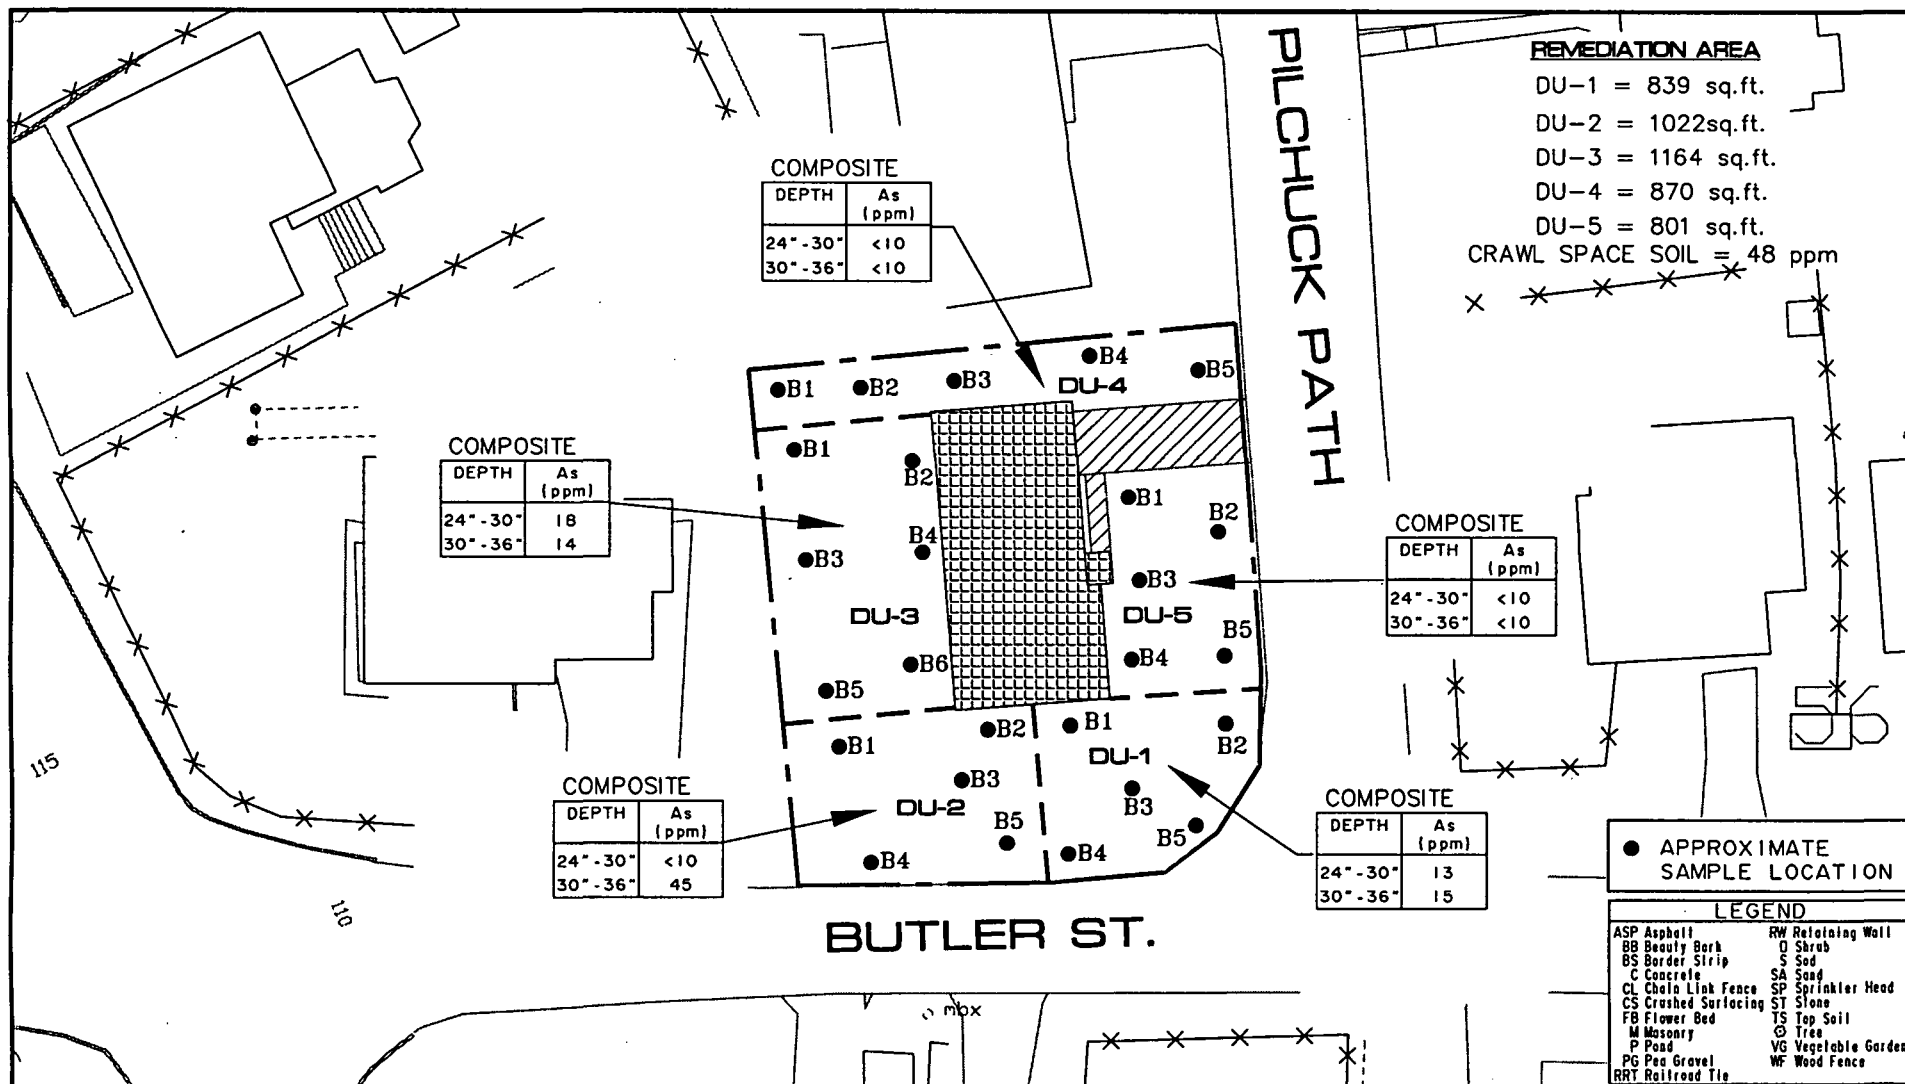 REMEDIATION AREA
DU-1 = 839 sq.ft.
DU-2 = 1022sq.ft.
DU-3 = 1164 sq.ft.
DU-4 = 870 sq.ft.
DU-5 = 801 sq.ft.
CRAWL SPACE SOIL = 48 ppm
PILCHUCK PATH
COMPOSITE
DEPTH As (ppm)
24"-30" <10
30"-36" <10
B1 B2 B3 B4 B5
DU-4
COMPOSITE
DEPTH As (ppm)
24"-30" 18
30"-36" 14
B1
B2
B3
B4
DU-3
B5
B6
COMPOSITE
DEPTH As (ppm)
24"-30" <10
30"-36" <10
B1
B2
B3
DU-5
B4
B5
COMPOSITE
DEPTH As (ppm)
24"-30" <10
30"-36" 45
B1
B2
B3
DU-2
B4
B5
COMPOSITE
DEPTH As (ppm)
24"-30" 13
30"-36" 15
B1
B2
DU-1
B3
B4
B5
115
110
BUTLER ST.
mbx
APPROXIMATE
SAMPLE LOCATION
LEGEND
ASP Asphalt RW Retaining Wall
BB Beauty Bark O Shrub
BS Border Strip S Sod
C Concrete SA Sand
CL Chain Link Fence SP Sprinkler Head
CS Crushed Surfacing ST Stone
FB Flower Bed TS Top Soil
M Masonry Tree
P Pond VG Vegetable Garden
PG Pea Gravel WF Wood Fence
RRT Railroad Tie